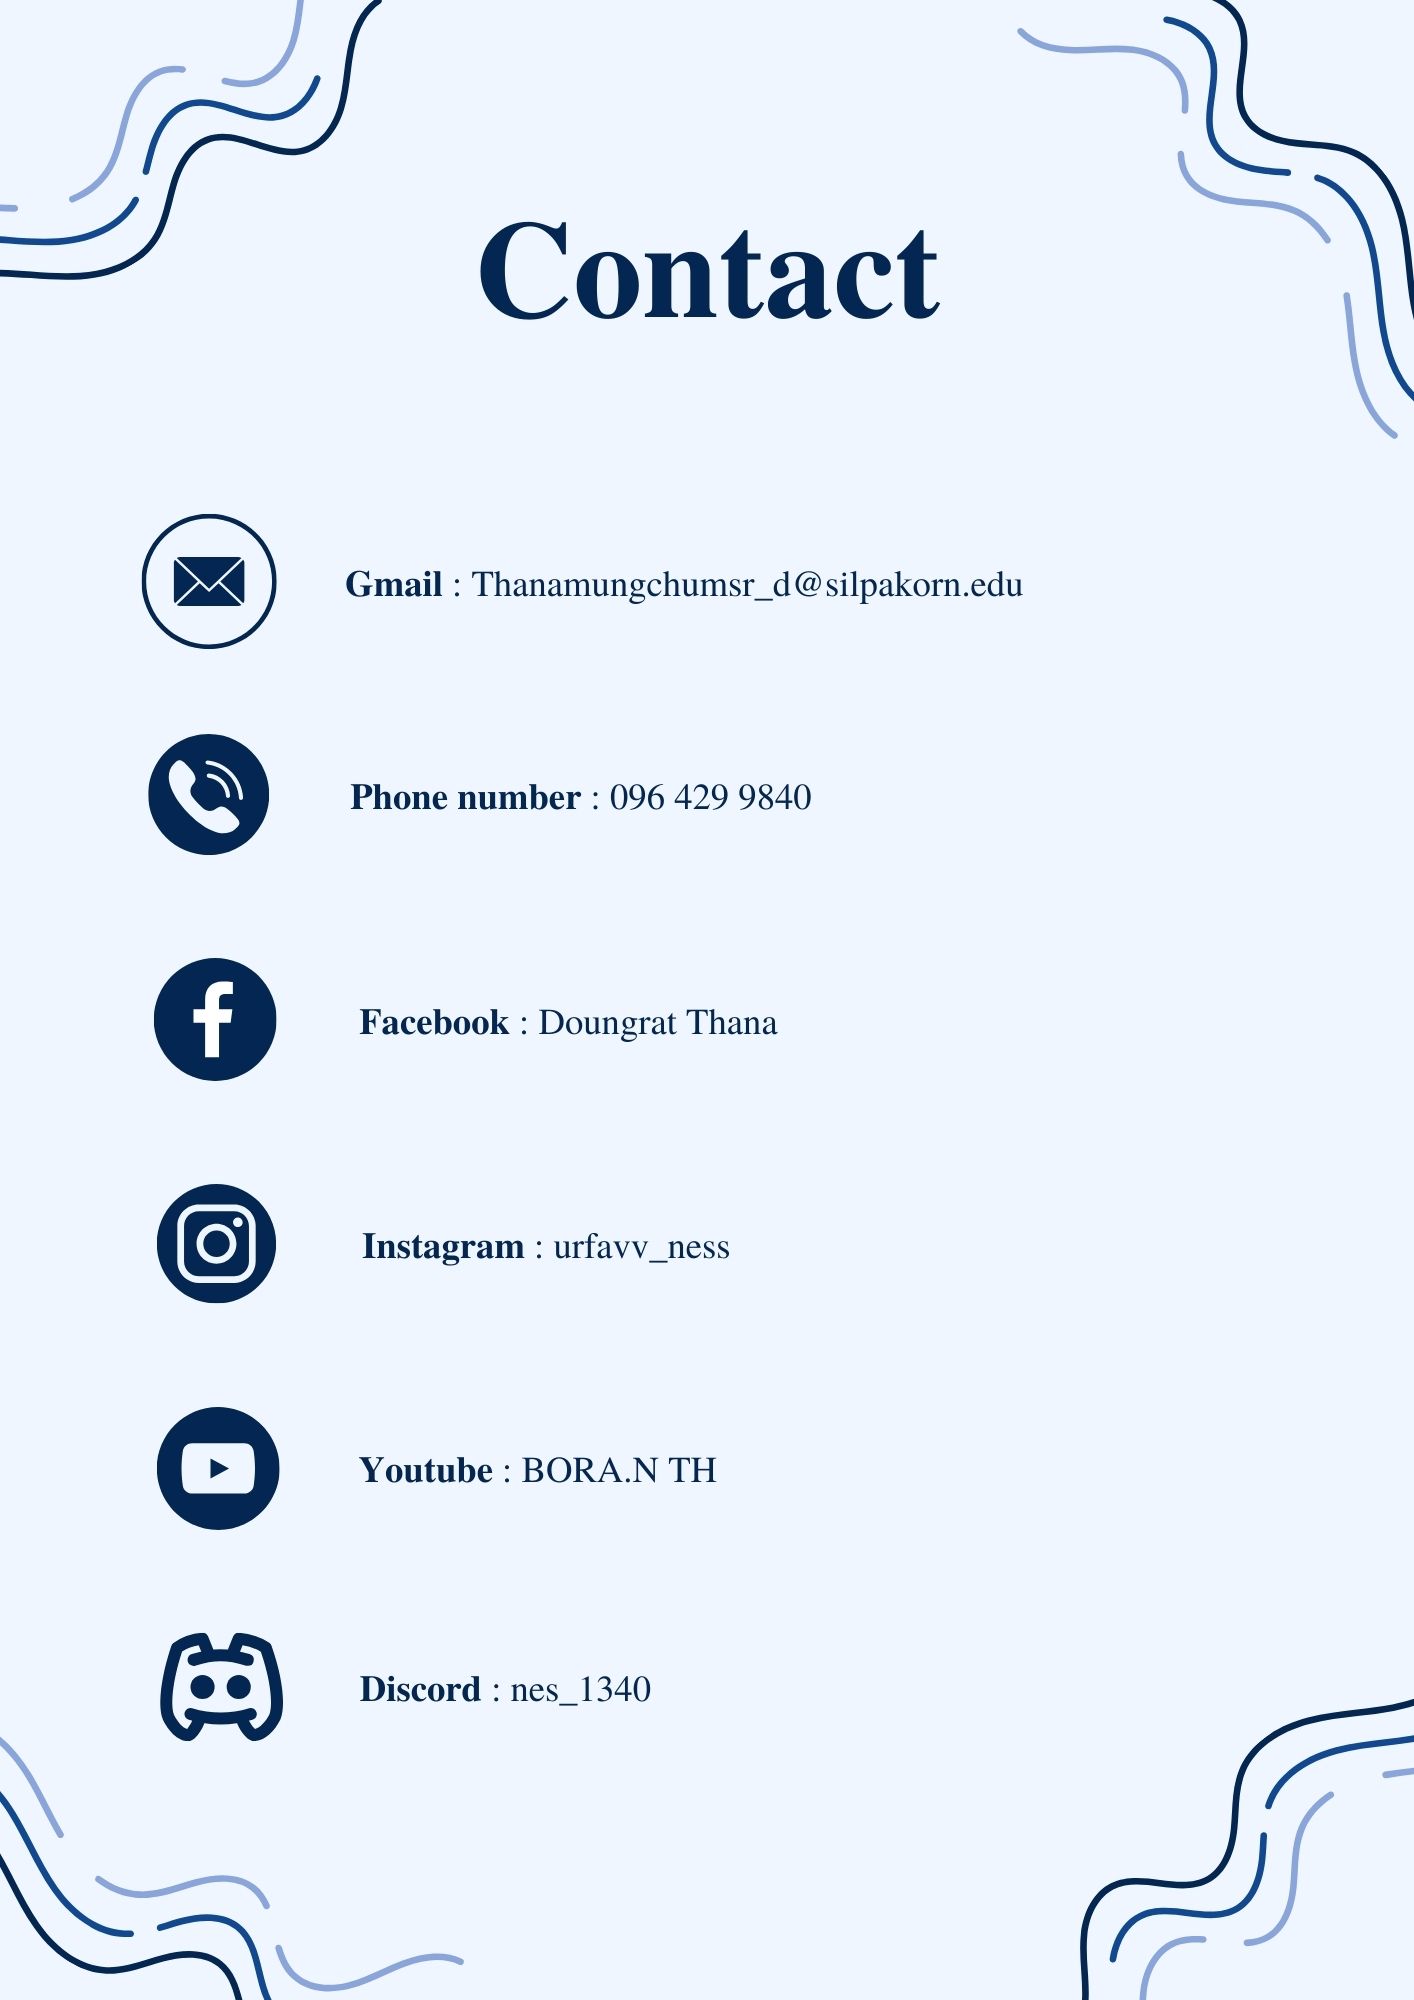 Contact
Gmail : Thanamungchumsr_d@silpakorn.edu
Phone number : 096 429 9840
Facebook : Doungrat Thana
Instagram : urfavv_ness
Youtube : BORA.N TH
Discord : nes_1340